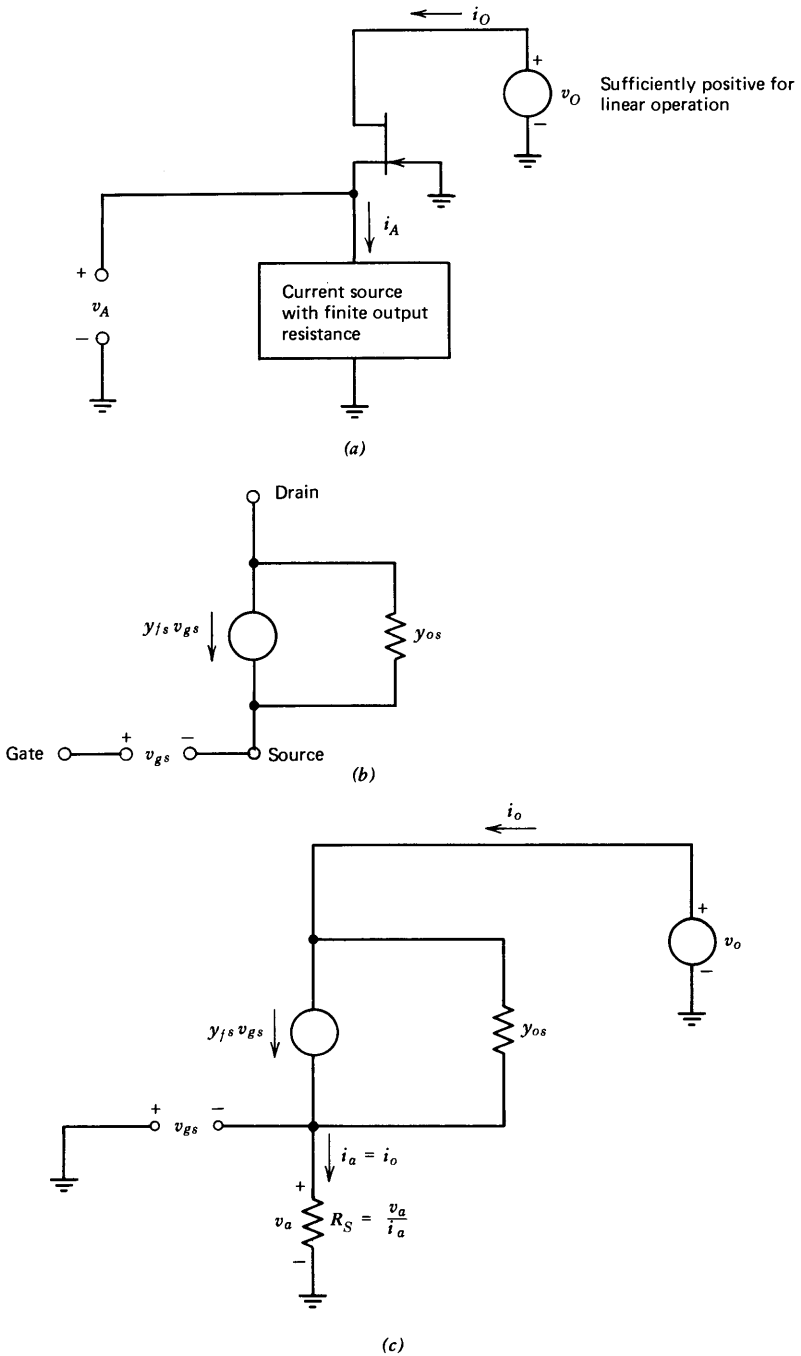 i_O
+
v_O
−
Sufficiently positive for
linear operation
i_A
+
v_A
−
Current source
with finite output
resistance
(a)
Drain
y_fs v_gs
y_os
Gate
+
v_gs
−
Source
(b)
i_o
+
v_o
−
y_fs v_gs
y_os
+
v_gs
−
i_a = i_o
+
v_a
R_S = v_a / i_a
−
(c)